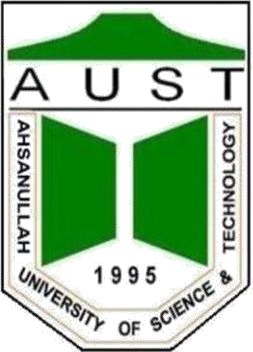 AUST
AHSANULLAH
UNIVERSITY OF SCIENCE &
TECHNOLOGY
1995